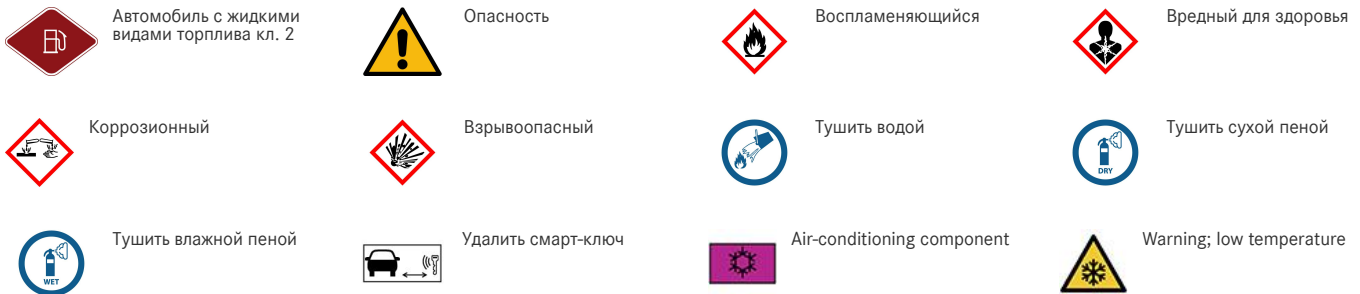 Автомобиль с жидкими
видами торплива кл. 2
Опасность
Воспламеняющийся
Вредный для здоровья
Коррозионный
Взрывоопасный
Тушить водой
Тушить сухой пеной
DRY
Тушить влажной пеной
WET
Удалить смарт-ключ
Air-conditioning component
Warning; low temperature